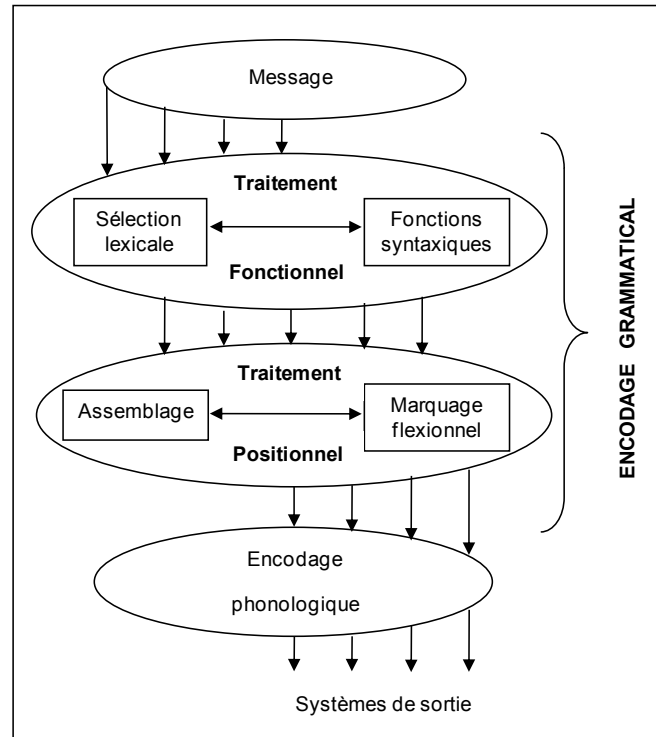 Message
Traitement
Sélection
lexicale
Fonctions
syntaxiques
Fonctionnel
Traitement
Assemblage
Marquage
flexionnel
Positionnel
ENCODAGE GRAMMATICAL
Encodage
phonologique
Systèmes de sortie